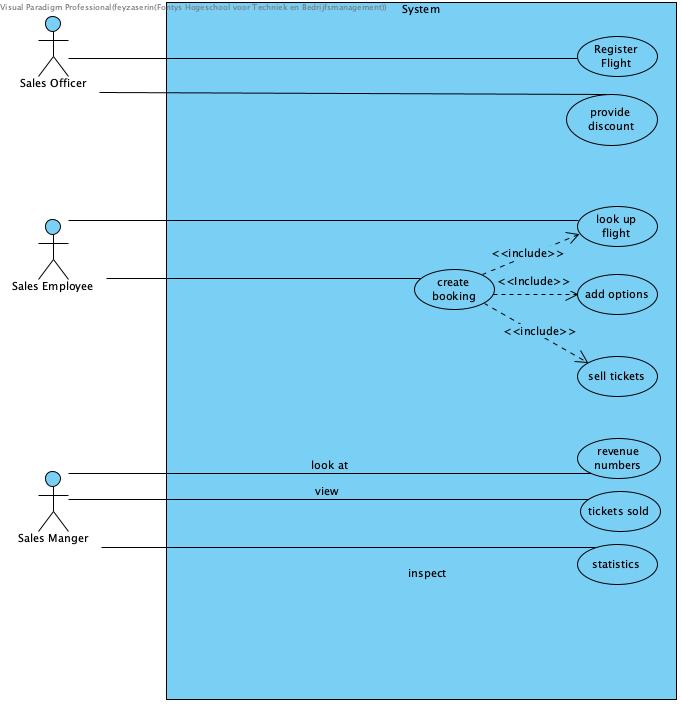 Visual Paradigm Professional(feyzaserin(Fontys Hogeschool voor Techniek en Bedrijfsmanagement))
System
Register
Flight
Sales Officer
provide
discount
look up
flight
<<include>>
Sales Employee
create
booking
<<Include>>
add options
<<include>>
sell tickets
revenue
numbers
look at
view
tickets sold
Sales Manger
statistics
inspect